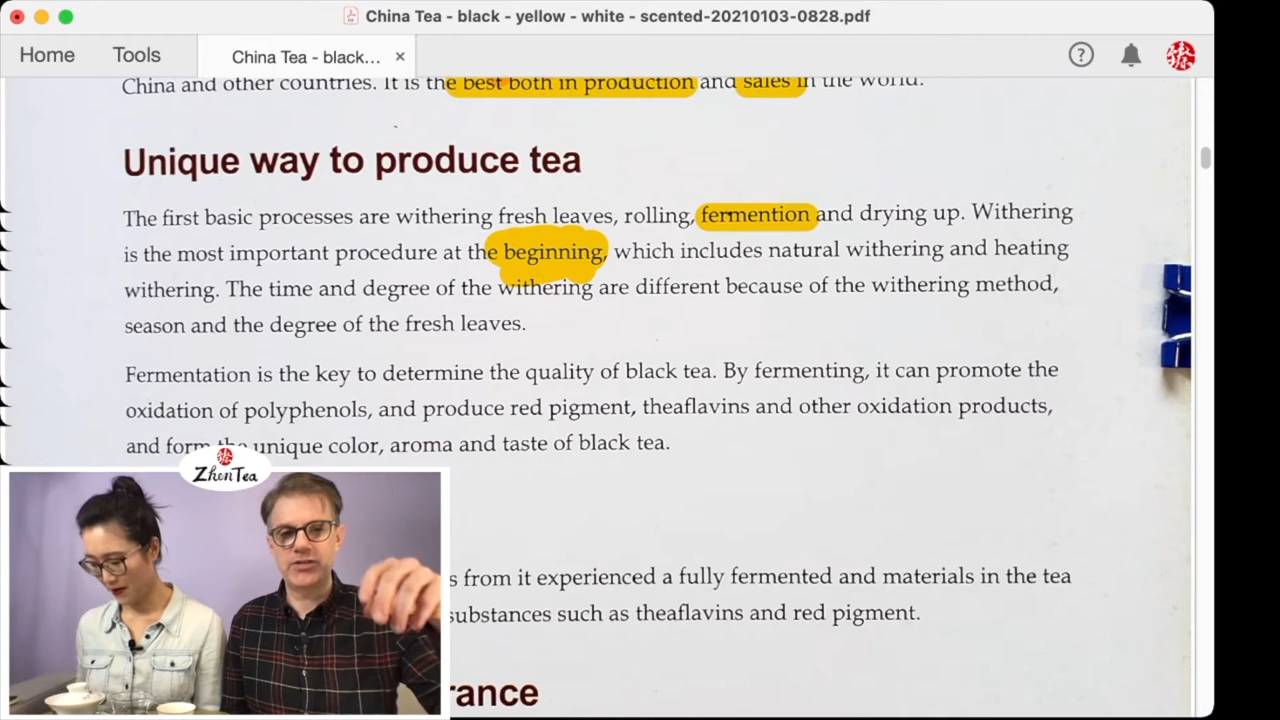 China Tea - black - yellow - white - scented-20210103-0828.pdf
Home
Tools
China Tea - black…
China and other countries. It is the best both in production and sales in the world.
Unique way to produce tea
The first basic processes are withering fresh leaves, rolling, fermention and drying up. Withering
is the most important procedure at the beginning, which includes natural withering and heating
withering. The time and degree of the withering are different because of the withering method,
season and the degree of the fresh leaves.
Fermentation is the key to determine the quality of black tea. By fermenting, it can promote the
oxidation of polyphenols, and produce red pigment, theaflavins and other oxidation products,
and form the unique color, aroma and taste of black tea.
ZhenTea
s from it experienced a fully fermented and materials in the tea
substances such as theaflavins and red pigment.
rance